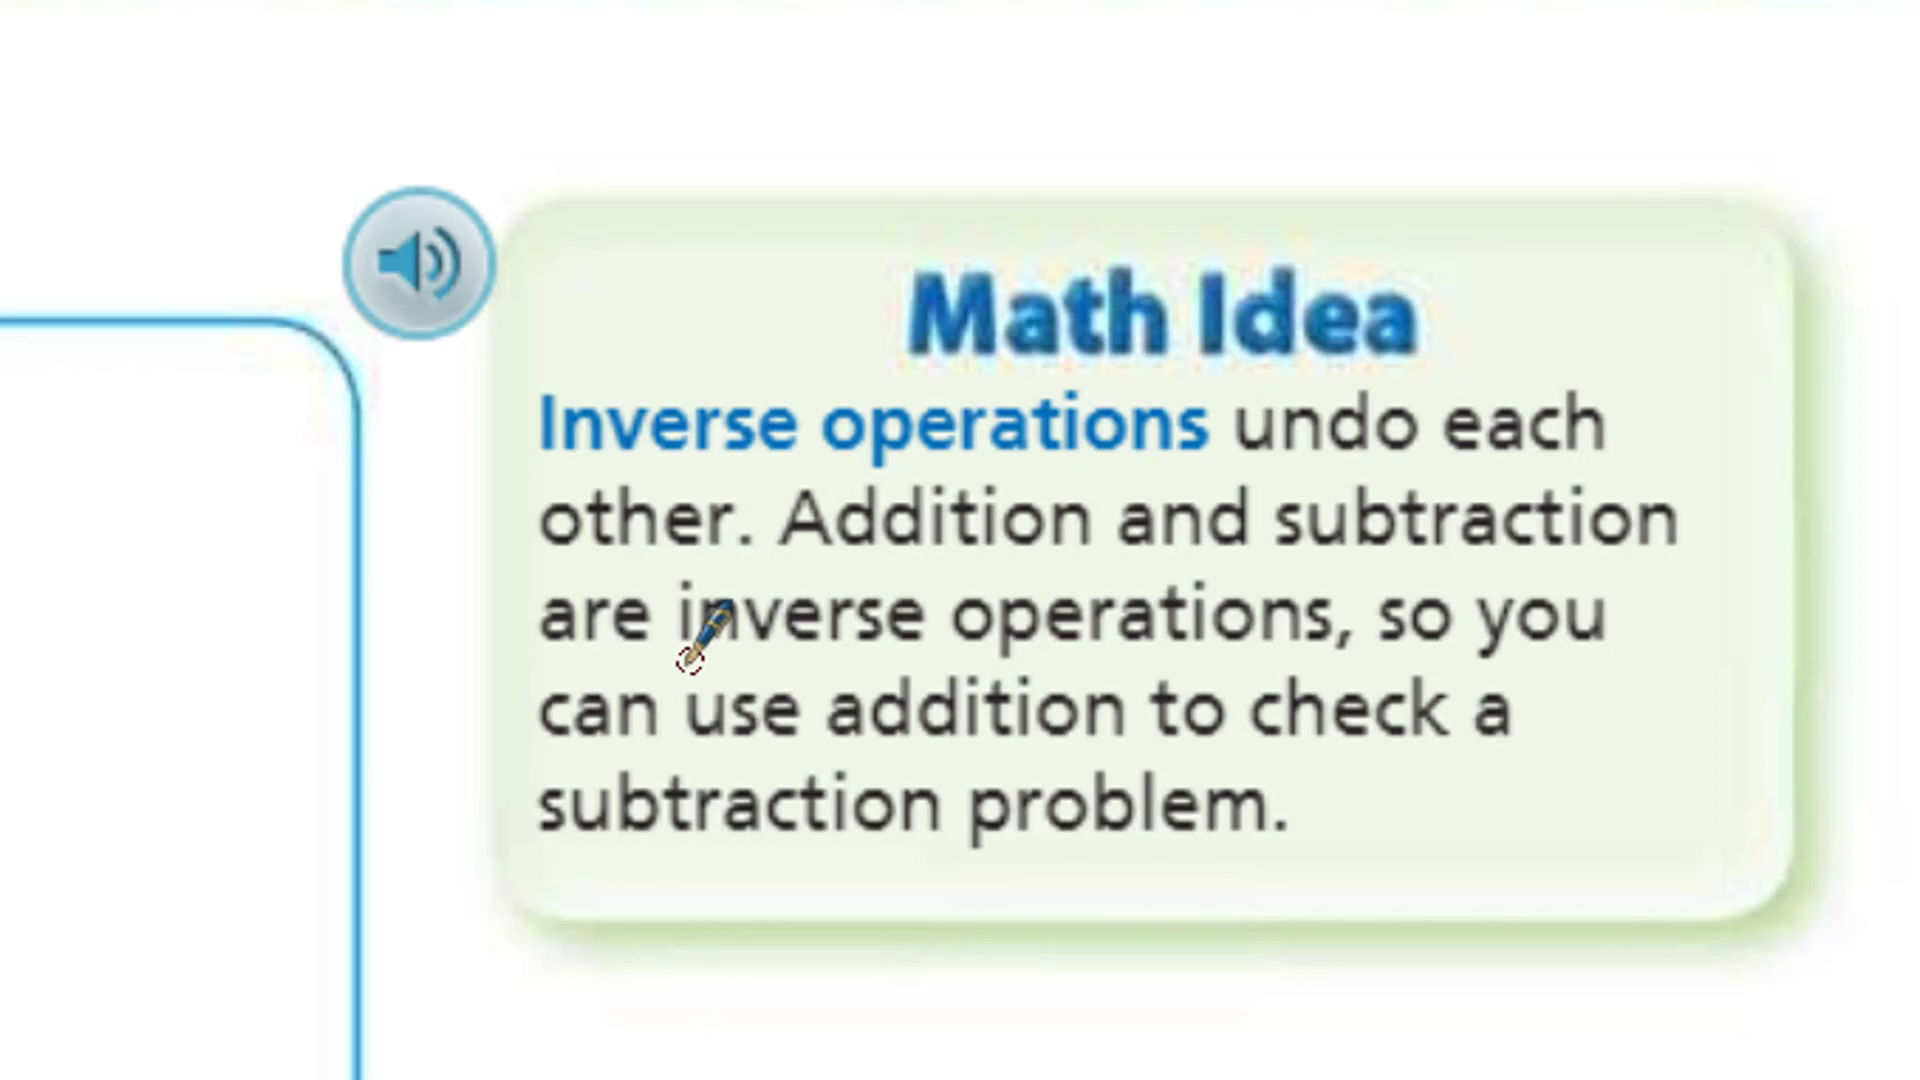 Math Idea
Inverse operations undo each
other. Addition and subtraction
are inverse operations, so you
can use addition to check a
subtraction problem.